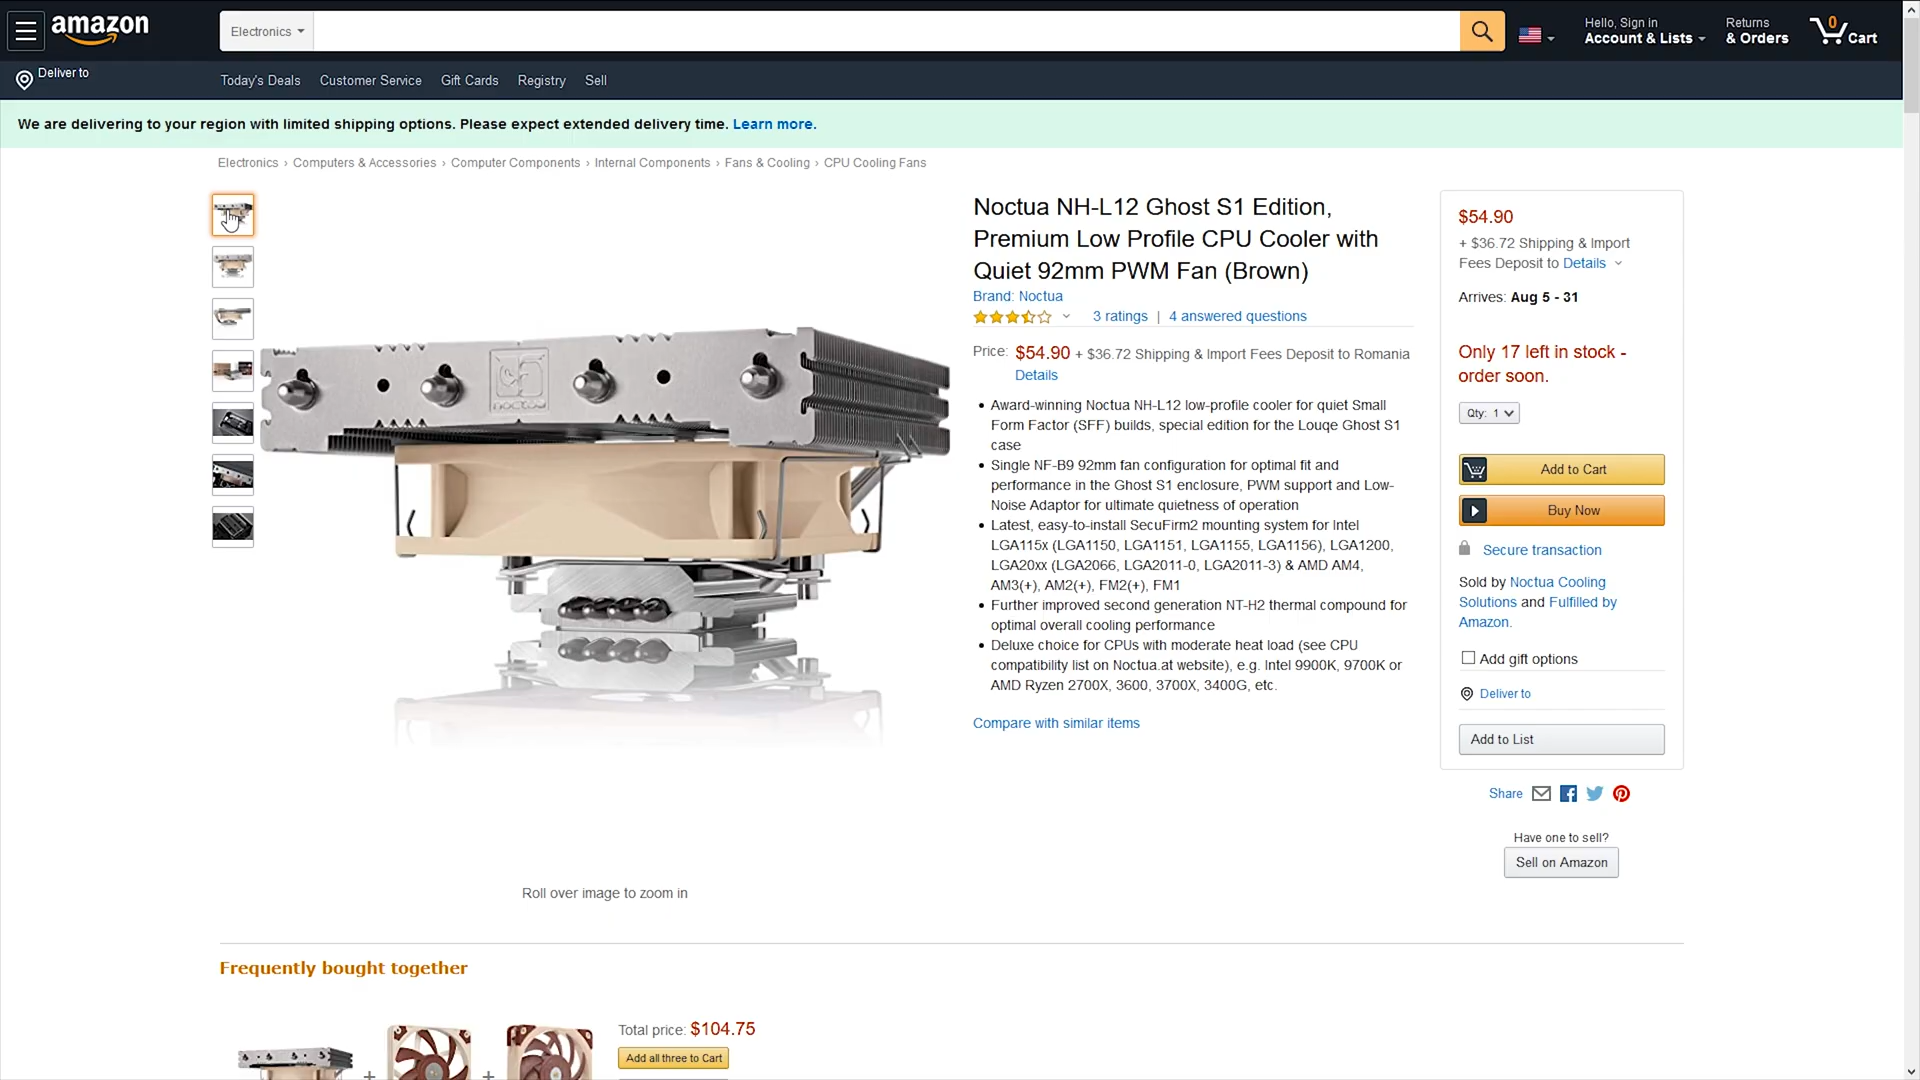 amazon
Electronics
Hello, Sign in
Account & Lists
Returns
& Orders
0
Cart
Deliver to
Today's Deals
Customer Service
Gift Cards
Registry
Sell
We are delivering to your region with limited shipping options. Please expect extended delivery time. Learn more.
Electronics › Computers & Accessories › Computer Components › Internal Components › Fans & Cooling › CPU Cooling Fans
noctua
Roll over image to zoom in
Noctua NH-L12 Ghost S1 Edition,
Premium Low Profile CPU Cooler with
Quiet 92mm PWM Fan (Brown)
Brand: Noctua
3 ratings | 4 answered questions
Price: $54.90 + $36.72 Shipping & Import Fees Deposit to Romania
Details
• Award-winning Noctua NH-L12 low-profile cooler for quiet Small
Form Factor (SFF) builds, special edition for the Louqe Ghost S1
case
• Single NF-B9 92mm fan configuration for optimal fit and
performance in the Ghost S1 enclosure, PWM support and Low-
Noise Adaptor for ultimate quietness of operation
• Latest, easy-to-install SecuFirm2 mounting system for Intel
LGA115x (LGA1150, LGA1151, LGA1155, LGA1156), LGA1200,
LGA20xx (LGA2066, LGA2011-0, LGA2011-3) & AMD AM4,
AM3(+), AM2(+), FM2(+), FM1
• Further improved second generation NT-H2 thermal compound for
optimal overall cooling performance
• Deluxe choice for CPUs with moderate heat load (see CPU
compatibility list on Noctua.at website), e.g. Intel 9900K, 9700K or
AMD Ryzen 2700X, 3600, 3700X, 3400G, etc.
Compare with similar items
$54.90
+ $36.72 Shipping & Import
Fees Deposit to Details
Arrives: Aug 5 - 31
Only 17 left in stock -
order soon.
Qty: 1
Add to Cart
Buy Now
Secure transaction
Sold by Noctua Cooling
Solutions and Fulfilled by
Amazon.
Add gift options
Deliver to
Add to List
Share
Have one to sell?
Sell on Amazon
Frequently bought together
Total price: $104.75
Add all three to Cart
+
+